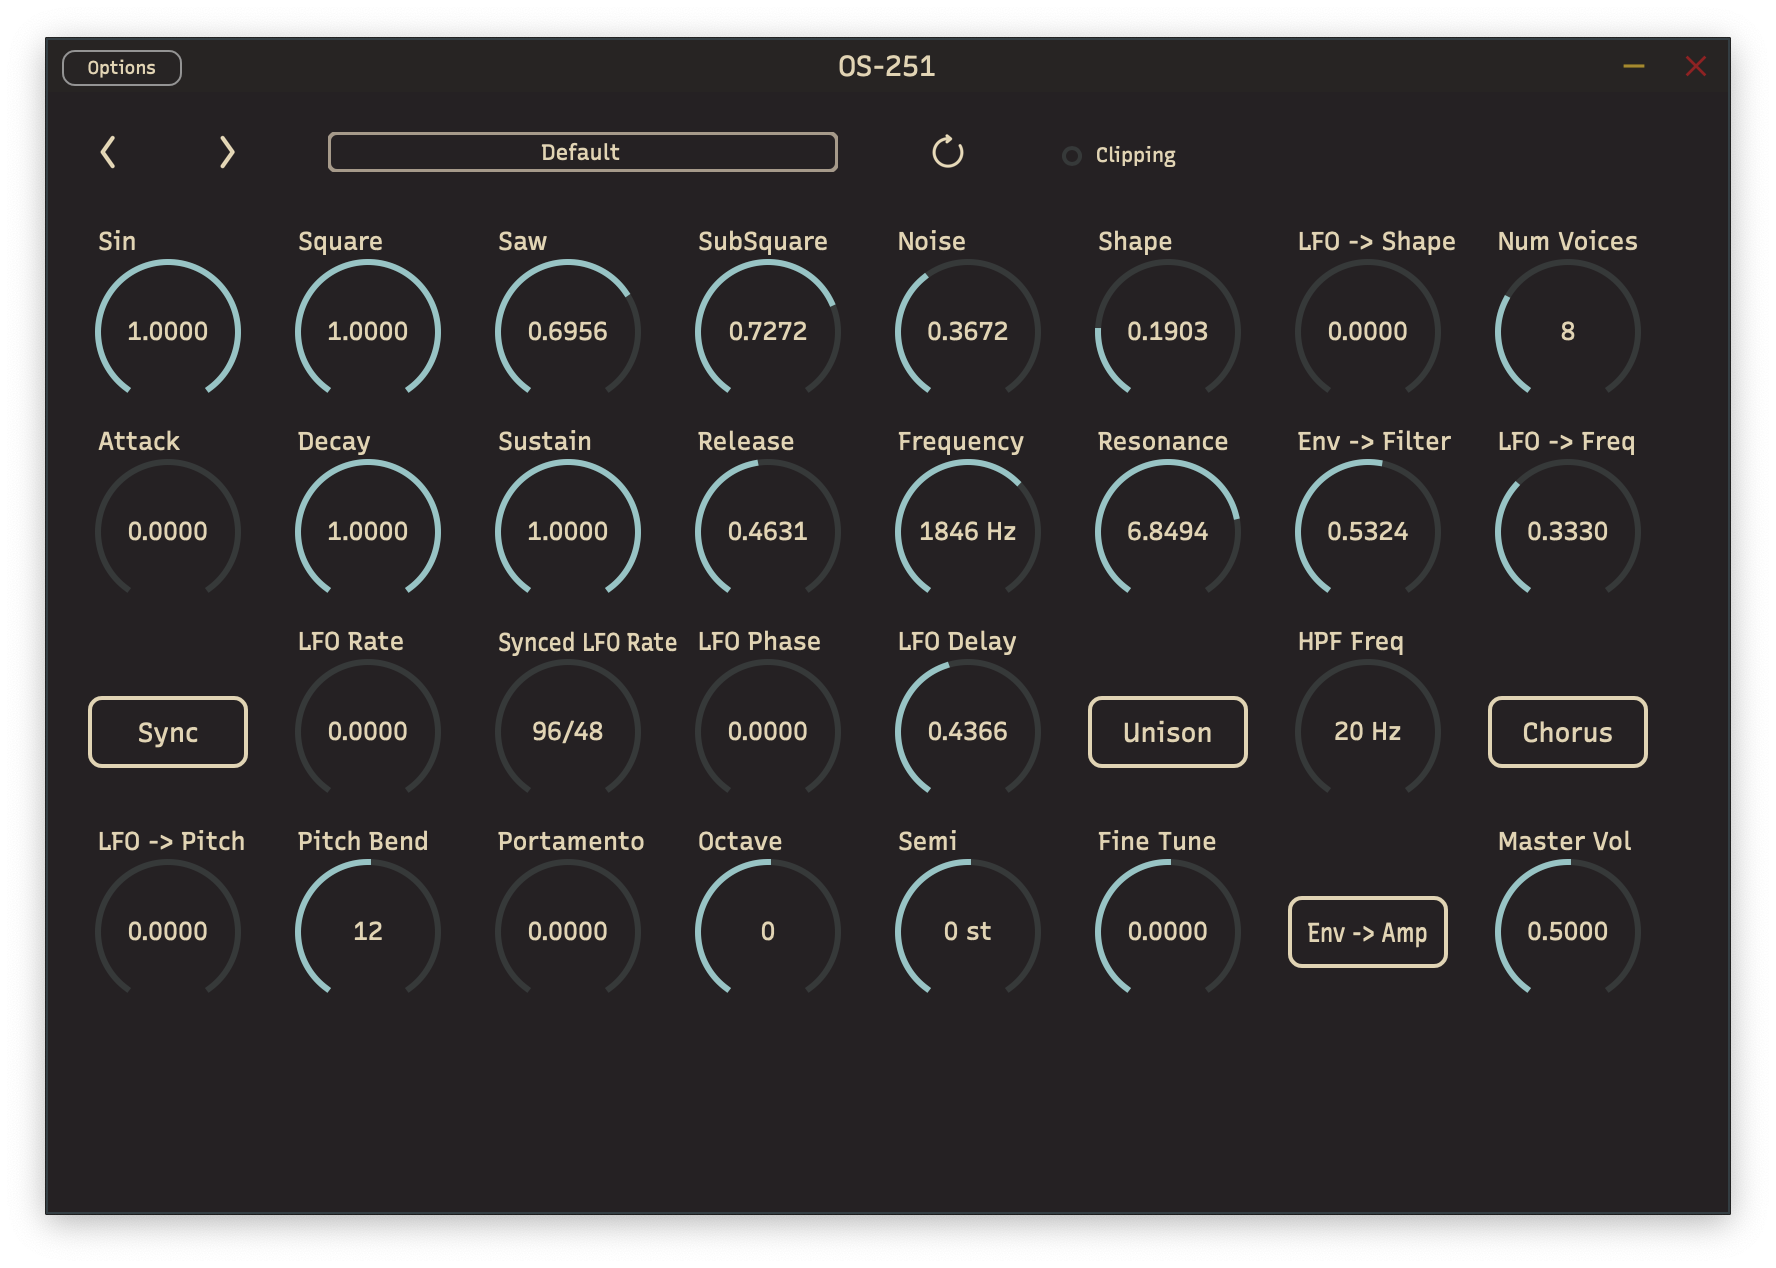 Options
OS-251
Default
Clipping
Sin Square Saw SubSquare Noise Shape LFO -> Shape Num Voices
1.0000 1.0000 0.6956 0.7272 0.3672 0.1903 0.0000 8
Attack Decay Sustain Release Frequency Resonance Env -> Filter LFO -> Freq
0.0000 1.0000 1.0000 0.4631 1846 Hz 6.8494 0.5324 0.3330
LFO Rate Synced LFO Rate LFO Phase LFO Delay HPF Freq
Sync 0.0000 96/48 0.0000 0.4366 Unison 20 Hz Chorus
LFO -> Pitch Pitch Bend Portamento Octave Semi Fine Tune Master Vol
0.0000 12 0.0000 0 0 st 0.0000 Env -> Amp 0.5000